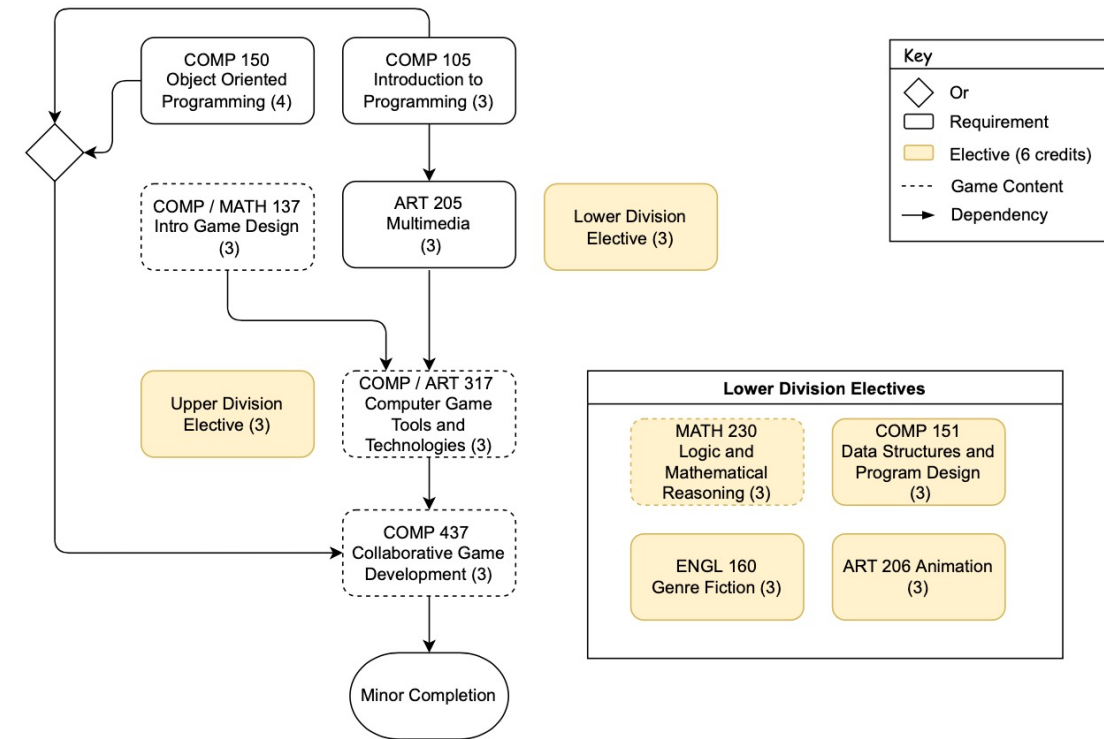 COMP 150
Object Oriented
Programming (4)
COMP 105
Introduction to
Programming (3)
Key
Or
Requirement
Elective (6 credits)
Game Content
Dependency
COMP / MATH 137
Intro Game Design
(3)
ART 205
Multimedia
(3)
Lower Division
Elective (3)
Upper Division
Elective (3)
COMP / ART 317
Computer Game
Tools and
Technologies (3)
COMP 437
Collaborative Game
Development (3)
Minor Completion
Lower Division Electives
MATH 230
Logic and
Mathematical
Reasoning (3)
COMP 151
Data Structures and
Program Design
(3)
ENGL 160
Genre Fiction (3)
ART 206 Animation
(3)